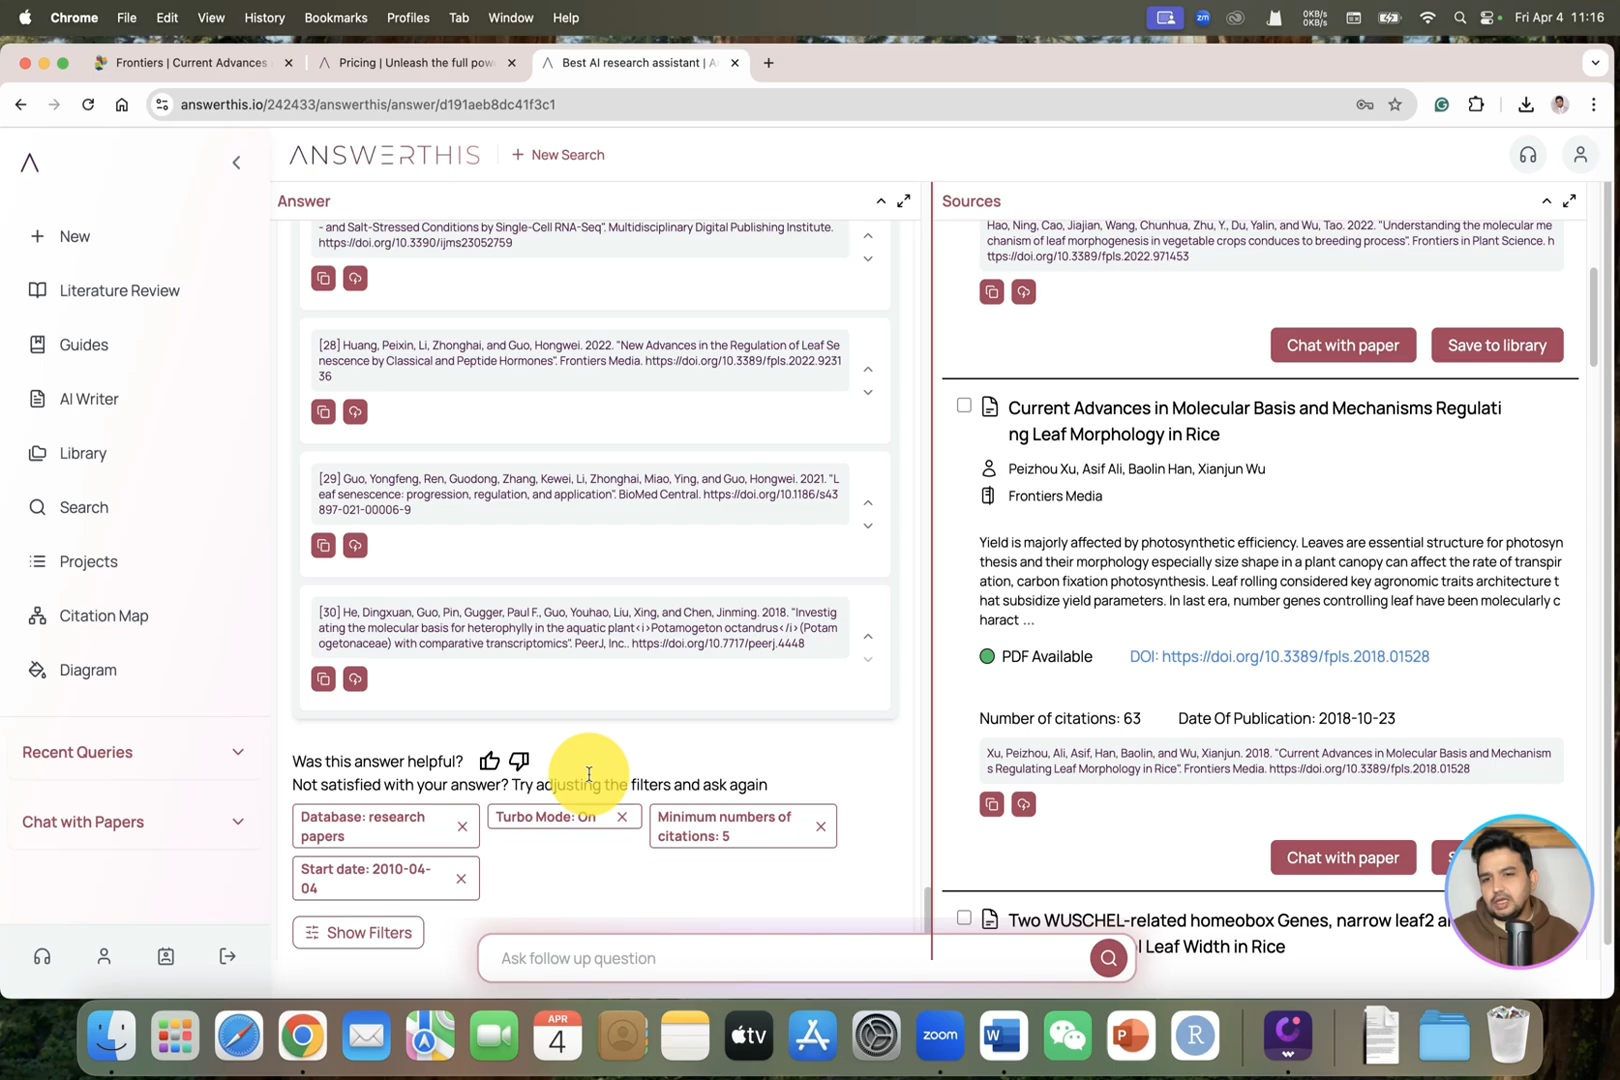 Chrome File Edit View History Bookmarks Profiles Tab Window Help
zm 0KB/s 0KB/s Fri Apr 4 11:16
Frontiers | Current Advances
Pricing | Unleash the full pow
Best AI research assistant | A
answerthis.io/242433/answerthis/answer/d191aeb8dc41f3c1
New
Literature Review
Guides
AI Writer
Library
Search
Projects
Citation Map
Diagram
Recent Queries
Chat with Papers
ANSWERTHIS
+ New Search
Answer
- and Salt-Stressed Conditions by Single-Cell RNA-Seq". Multidisciplinary Digital Publishing Institute.
https://doi.org/10.3390/ijms23052759
[28] Huang, Peixin, Li, Zhonghai, and Guo, Hongwei. 2022. "New Advances in the Regulation of Leaf Se
nescence by Classical and Peptide Hormones". Frontiers Media. https://doi.org/10.3389/fpls.2022.9231
36
[29] Guo, Yongfeng, Ren, Guodong, Zhang, Kewei, Li, Zhonghai, Miao, Ying, and Guo, Hongwei. 2021. "L
eaf senescence: progression, regulation, and application". BioMed Central. https://doi.org/10.1186/s43
897-021-00006-9
[30] He, Dingxuan, Guo, Pin, Gugger, Paul F., Guo, Youhao, Liu, Xing, and Chen, Jinming. 2018. "Investig
ating the molecular basis for heterophylly in the aquatic plant<i>Potamogeton octandrus</i>(Potam
ogetonaceae) with comparative transcriptomics". PeerJ, Inc.. https://doi.org/10.7717/peerj.4448
Was this answer helpful?
Not satisfied with your answer? Try adjusting the filters and ask again
Database: research
papers
Turbo Mode: On
Minimum numbers of
citations: 5
Start date: 2010-04-
04
Show Filters
Ask follow up question
Sources
Hao, Ning, Cao, Jiajian, Wang, Chunhua, Zhu, Y., Du, Yalin, and Wu, Tao. 2022. "Understanding the molecular me
chanism of leaf morphogenesis in vegetable crops conduces to breeding process". Frontiers in Plant Science. h
ttps://doi.org/10.3389/fpls.2022.971453
Chat with paper
Save to library
Current Advances in Molecular Basis and Mechanisms Regulati
ng Leaf Morphology in Rice
Peizhou Xu, Asif Ali, Baolin Han, Xianjun Wu
Frontiers Media
Yield is majorly affected by photosynthetic efficiency. Leaves are essential structure for photosyn
thesis and their morphology especially size shape in a plant canopy can affect the rate of transpir
ation, carbon fixation photosynthesis. Leaf rolling considered key agronomic traits architecture t
hat subsidize yield parameters. In last era, number genes controlling leaf have been molecularly c
haract ...
PDF Available
DOI: https://doi.org/10.3389/fpls.2018.01528
Number of citations: 63
Date Of Publication: 2018-10-23
Xu, Peizhou, Ali, Asif, Han, Baolin, and Wu, Xianjun. 2018. "Current Advances in Molecular Basis and Mechanism
s Regulating Leaf Morphology in Rice". Frontiers Media. https://doi.org/10.3389/fpls.2018.01528
Chat with paper
S
Two WUSCHEL-related homeobox Genes, narrow leaf2 a
l Leaf Width in Rice
APR
4
tv
zoom
W
P
R